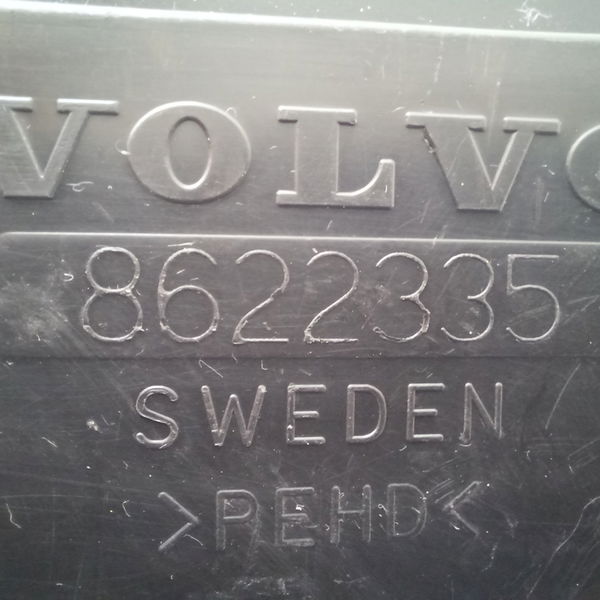 VOLVO
8622335
SWEDEN
>PEHD<